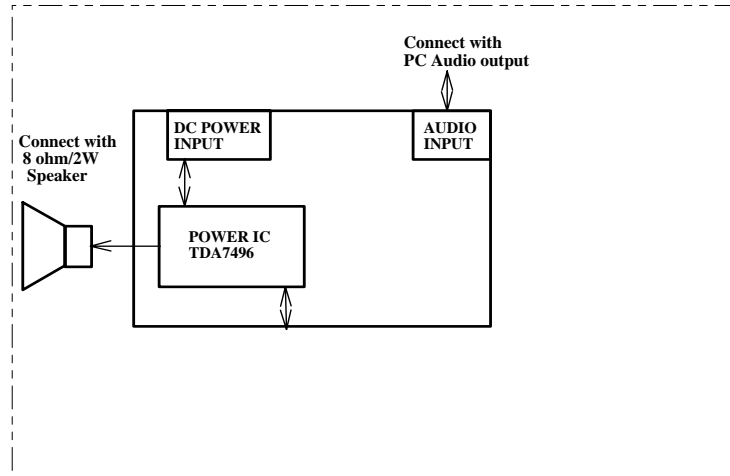 Connect with
PC Audio output
DC POWER
INPUT
AUDIO
INPUT
Connect with
8 ohm/2W
Speaker
POWER IC
TDA7496